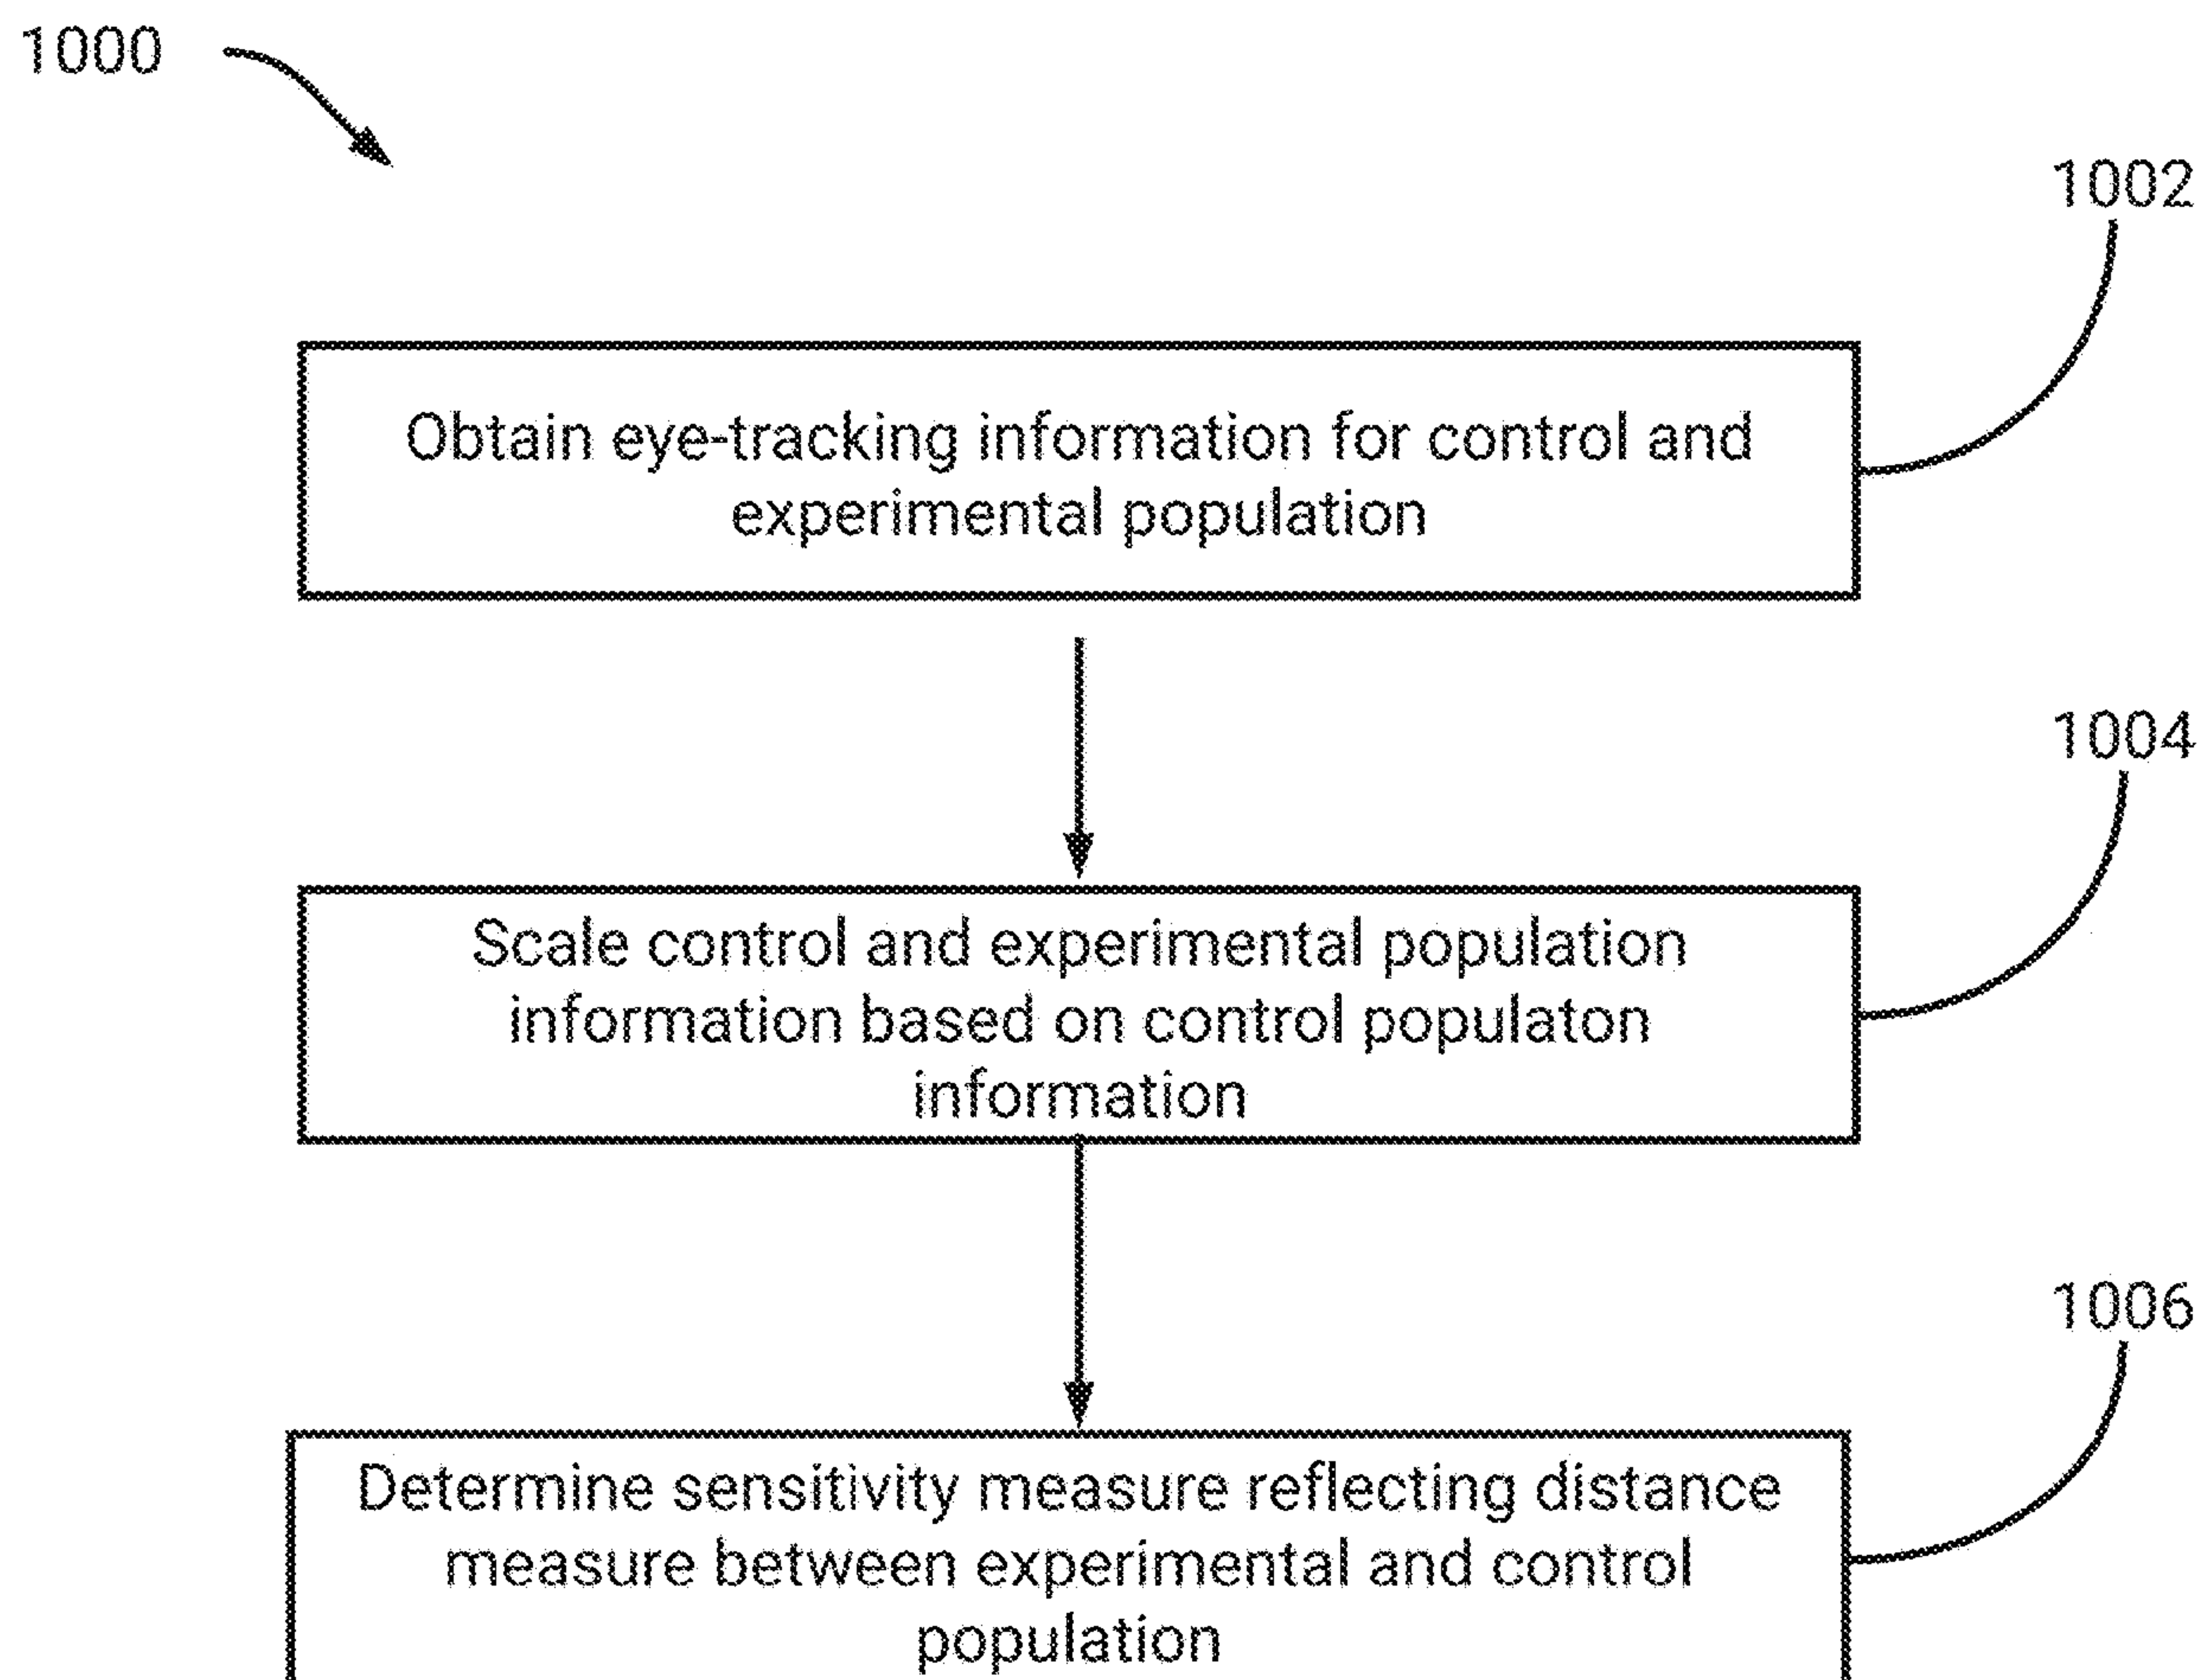 1000
1002
Obtain eye-tracking information for control and
experimental population
1004
Scale control and experimental population
information based on control populaton
information
1006
Determine sensitivity measure reflecting distance
measure between experimental and control
population